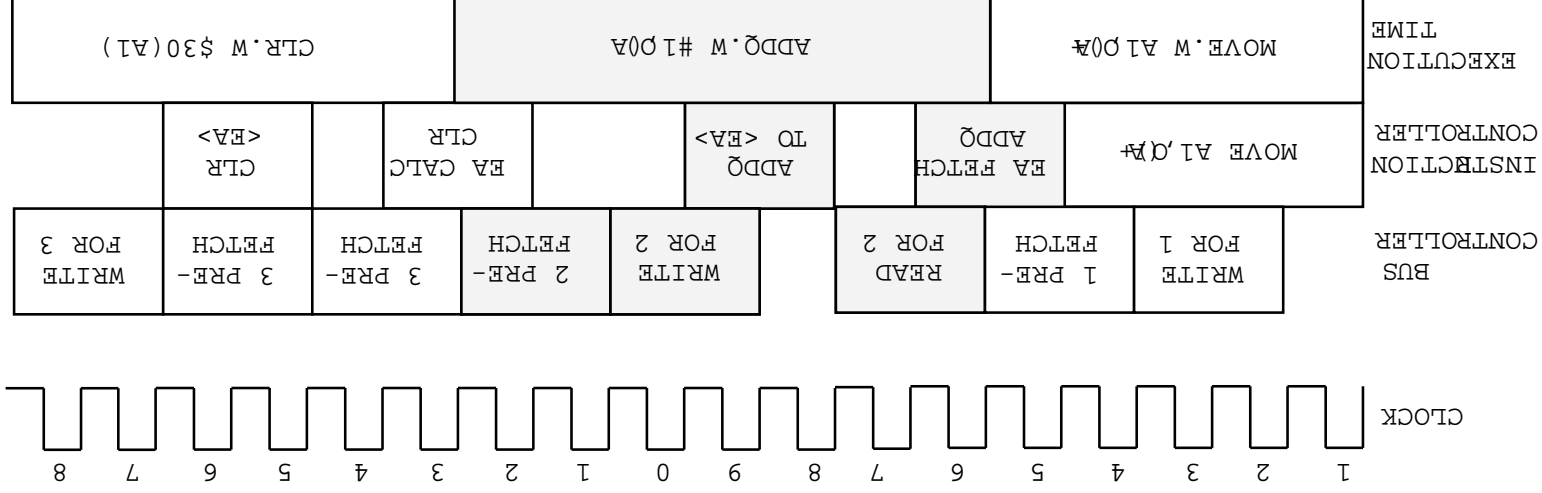 1 2 3 4 5 6 7 8 9 0 1 2 3 4 5 6 7 8
CLOCK
BUS
CONTROLLER
WRITE
FOR 1
1 PRE-
FETCH
READ
FOR 2
WRITE
FOR 2
2 PRE-
FETCH
3 PRE-
FETCH
3 PRE-
FETCH
WRITE
FOR 3
INSTRUCTION
CONTROLLER
MOVE A1,(A0)+
EA FETCH
ADDQ
ADDQ
TO <EA>
EA CALC
CLR
CLR
<EA>
EXECUTION
TIME
MOVE.W A1,(A0)+
ADDQ.W #1,(A0)
CLR.W $30(A1)